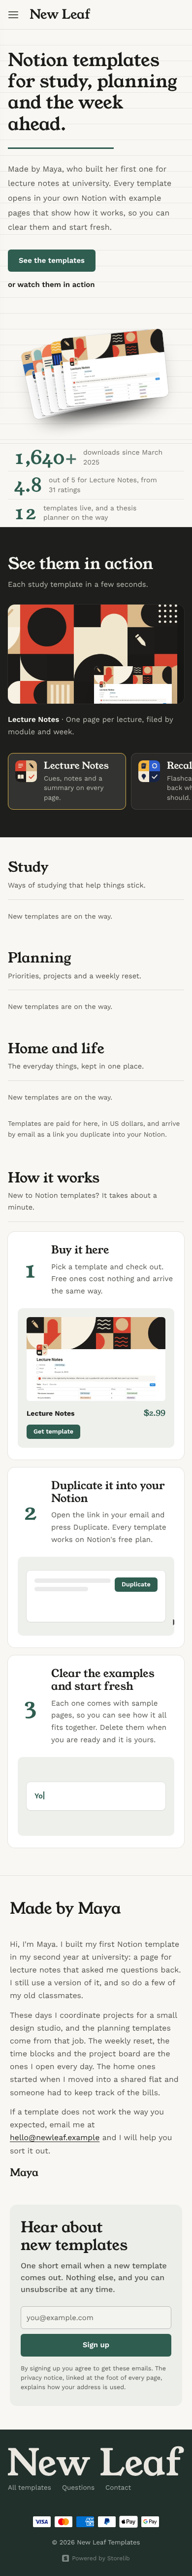 New Leaf
Notion templates
for study, planning
and the week
ahead.
Made by Maya, who built her first one for
lecture notes at university. Every template
opens in your own Notion with example
pages that show how it works, so you can
clear them and start fresh.
See the templates
or watch them in action
1,640+ downloads since March
2025
4.8 out of 5 for Lecture Notes, from
31 ratings
12 templates live, and a thesis
planner on the way
See them in action
Each study template in a few seconds.
Lecture Notes · One page per lecture, filed by
module and week.
Lecture Notes
Cues, notes and a
summary on every
page.
Study
Ways of studying that help things stick.
New templates are on the way.
Planning
Priorities, projects and a weekly reset.
New templates are on the way.
Home and life
The everyday things, kept in one place.
New templates are on the way.
Templates are paid for here, in US dollars, and arrive
by email as a link you duplicate into your Notion.
How it works
New to Notion templates? It takes about a
minute.
1
Buy it here
Pick a template and check out.
Free ones cost nothing and arrive
the same way.
Lecture Notes
Lecture Notes $2.99
Get template
2
Duplicate it into your
Notion
Open the link in your email and
press Duplicate. Every template
works on Notion's free plan.
Duplicate
3
Clear the examples
and start fresh
Each one comes with sample
pages, so you can see how it all
fits together. Delete them when
you are ready and it is yours.
Yo
Made by Maya
Hi, I'm Maya. I built my first Notion template
in my second year at university: a page for
lecture notes that asked me questions back.
I still use a version of it, and so do a few of
my old classmates.
These days I coordinate projects for a small
design studio, and the planning templates
come from that job. The weekly reset, the
time blocks and the project board are the
ones I open every day. The home ones
started when I moved into a shared flat and
someone had to keep track of the bills.
If a template does not work the way you
expected, email me at
hello@newleaf.example and I will help you
sort it out.
Maya
Hear about
new templates
One short email when a new template
comes out. Nothing else, and you can
unsubscribe at any time.
you@example.com
Sign up
By signing up you agree to get these emails. The
privacy notice, linked at the foot of every page,
explains how your address is used.
New Leaf
All templates Questions Contact
VISA PayPal Pay G Pay
© 2026 New Leaf Templates
Powered by Storelib